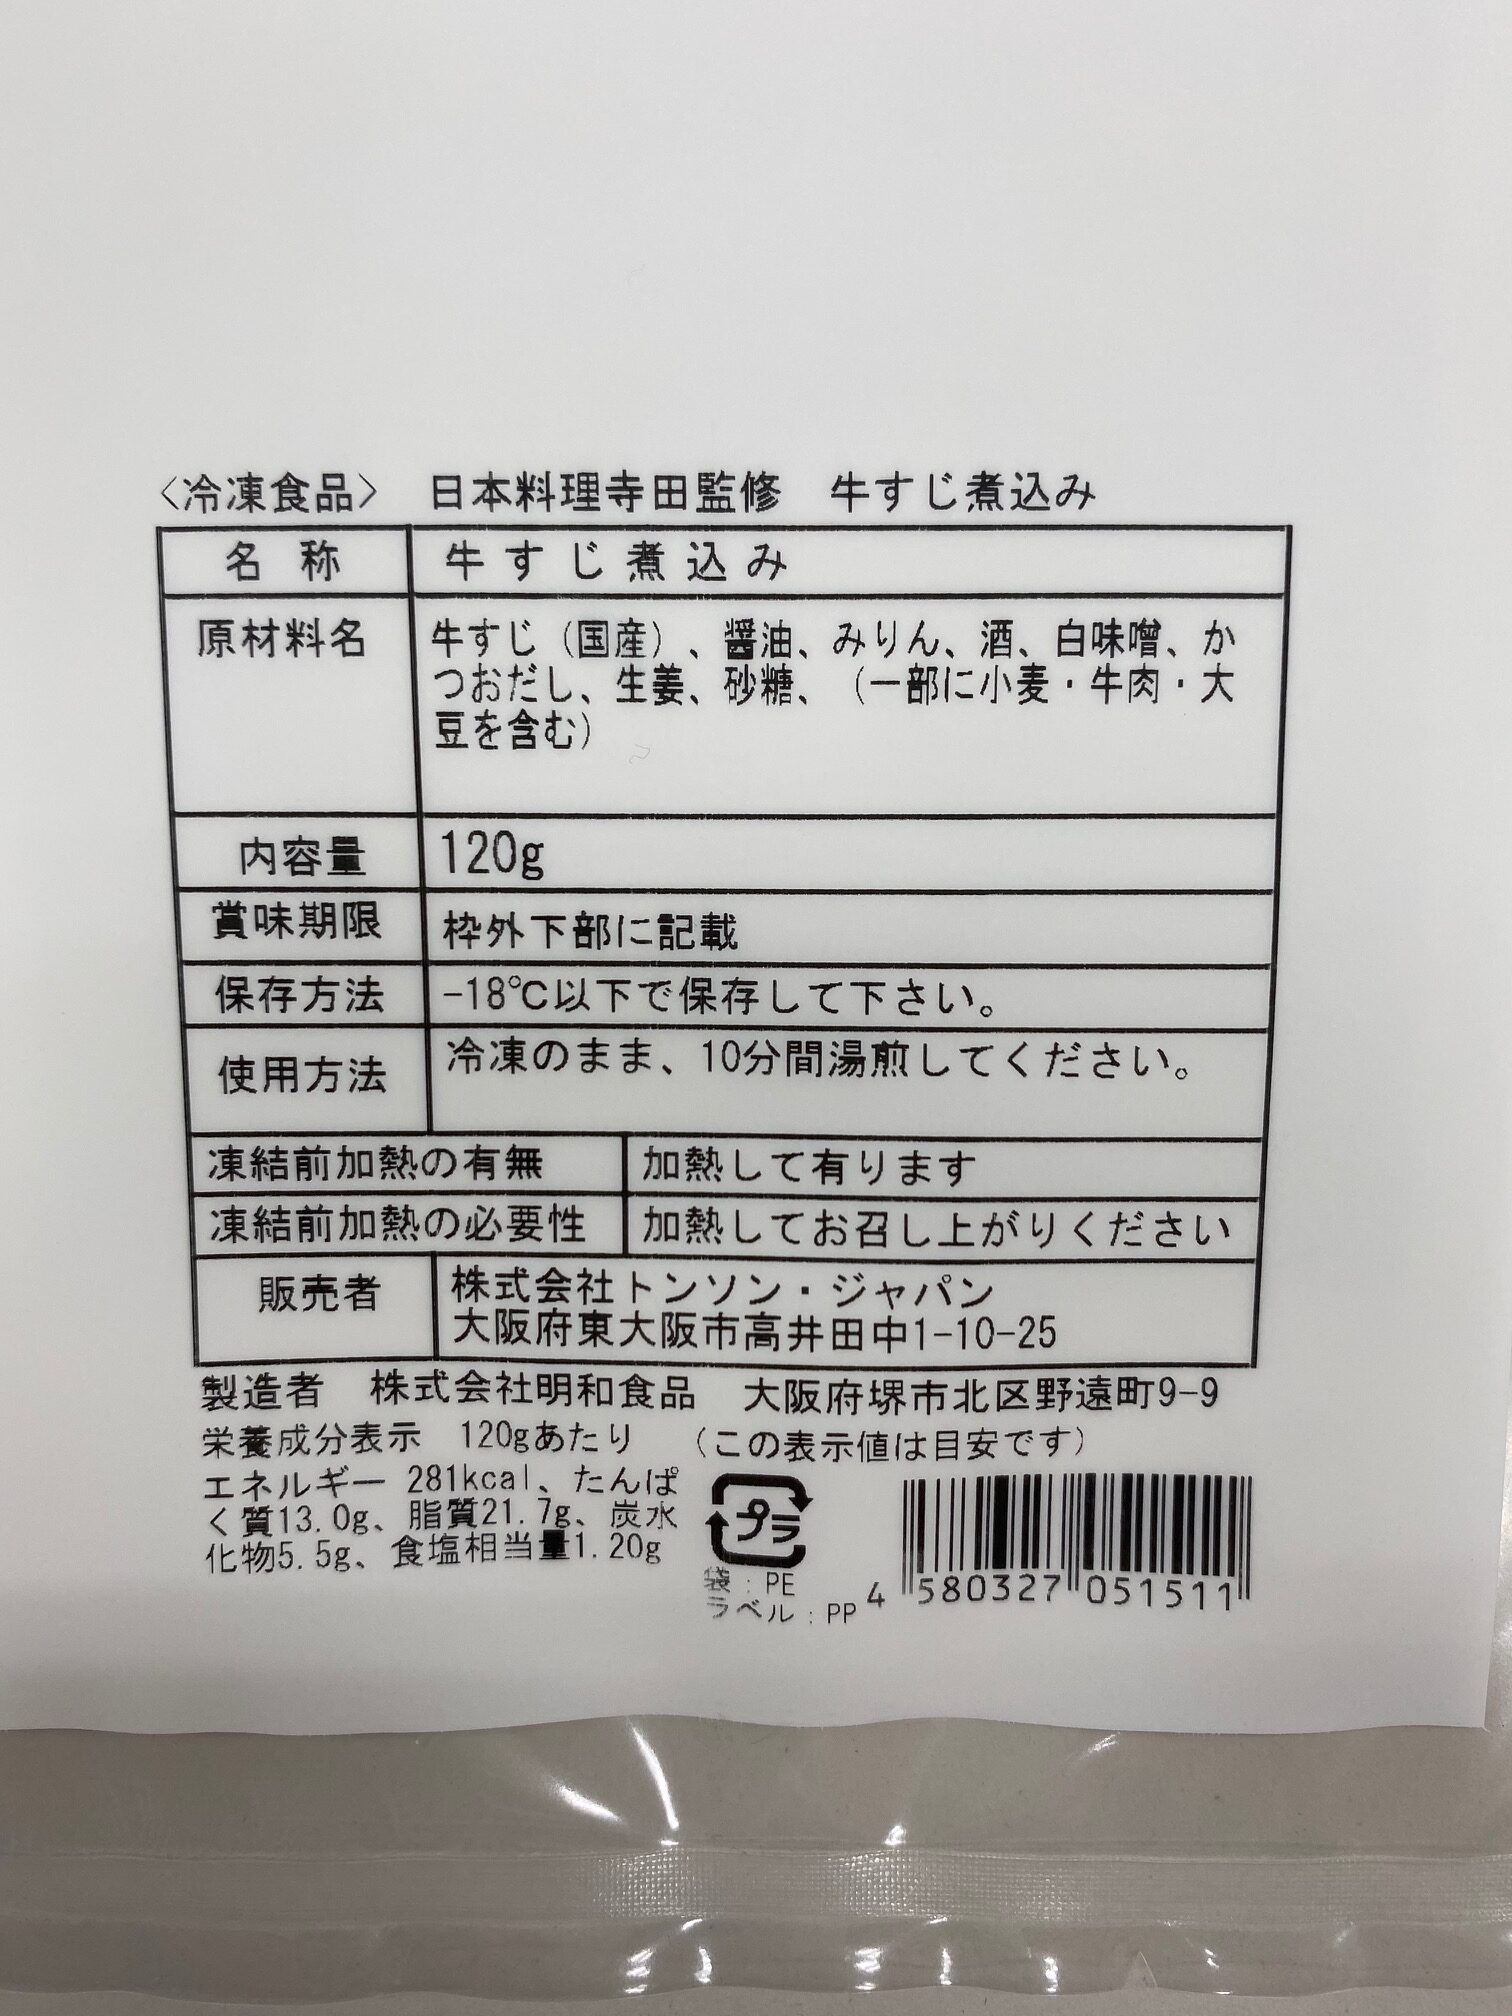 〈冷凍食品〉 日本料理寺田監修 牛すじ煮込み
名 称 牛すじ煮込み
原材料名 牛すじ（国産）、醤油、みりん、酒、白味噌、か
つおだし、生姜、砂糖、（一部に小麦・牛肉・大
豆を含む）
内容量 120g
賞味期限 枠外下部に記載
保存方法 -18℃以下で保存して下さい。
使用方法 冷凍のまま、10分間湯煎してください。
凍結前加熱の有無 加熱して有ります
凍結前加熱の必要性 加熱してお召し上がりください
販売者 株式会社トンソン・ジャパン
大阪府東大阪市高井田中1-10-25
製造者 株式会社明和食品 大阪府堺市北区野遠町9-9
栄養成分表示 120gあたり （この表示値は目安です）
エネルギー 281kcal、たんぱ
く質13.0g、脂質21.7g、炭水
化物5.5g、食塩相当量1.20g
プラ
袋：PE
ラベル：PP
4 580327 051511